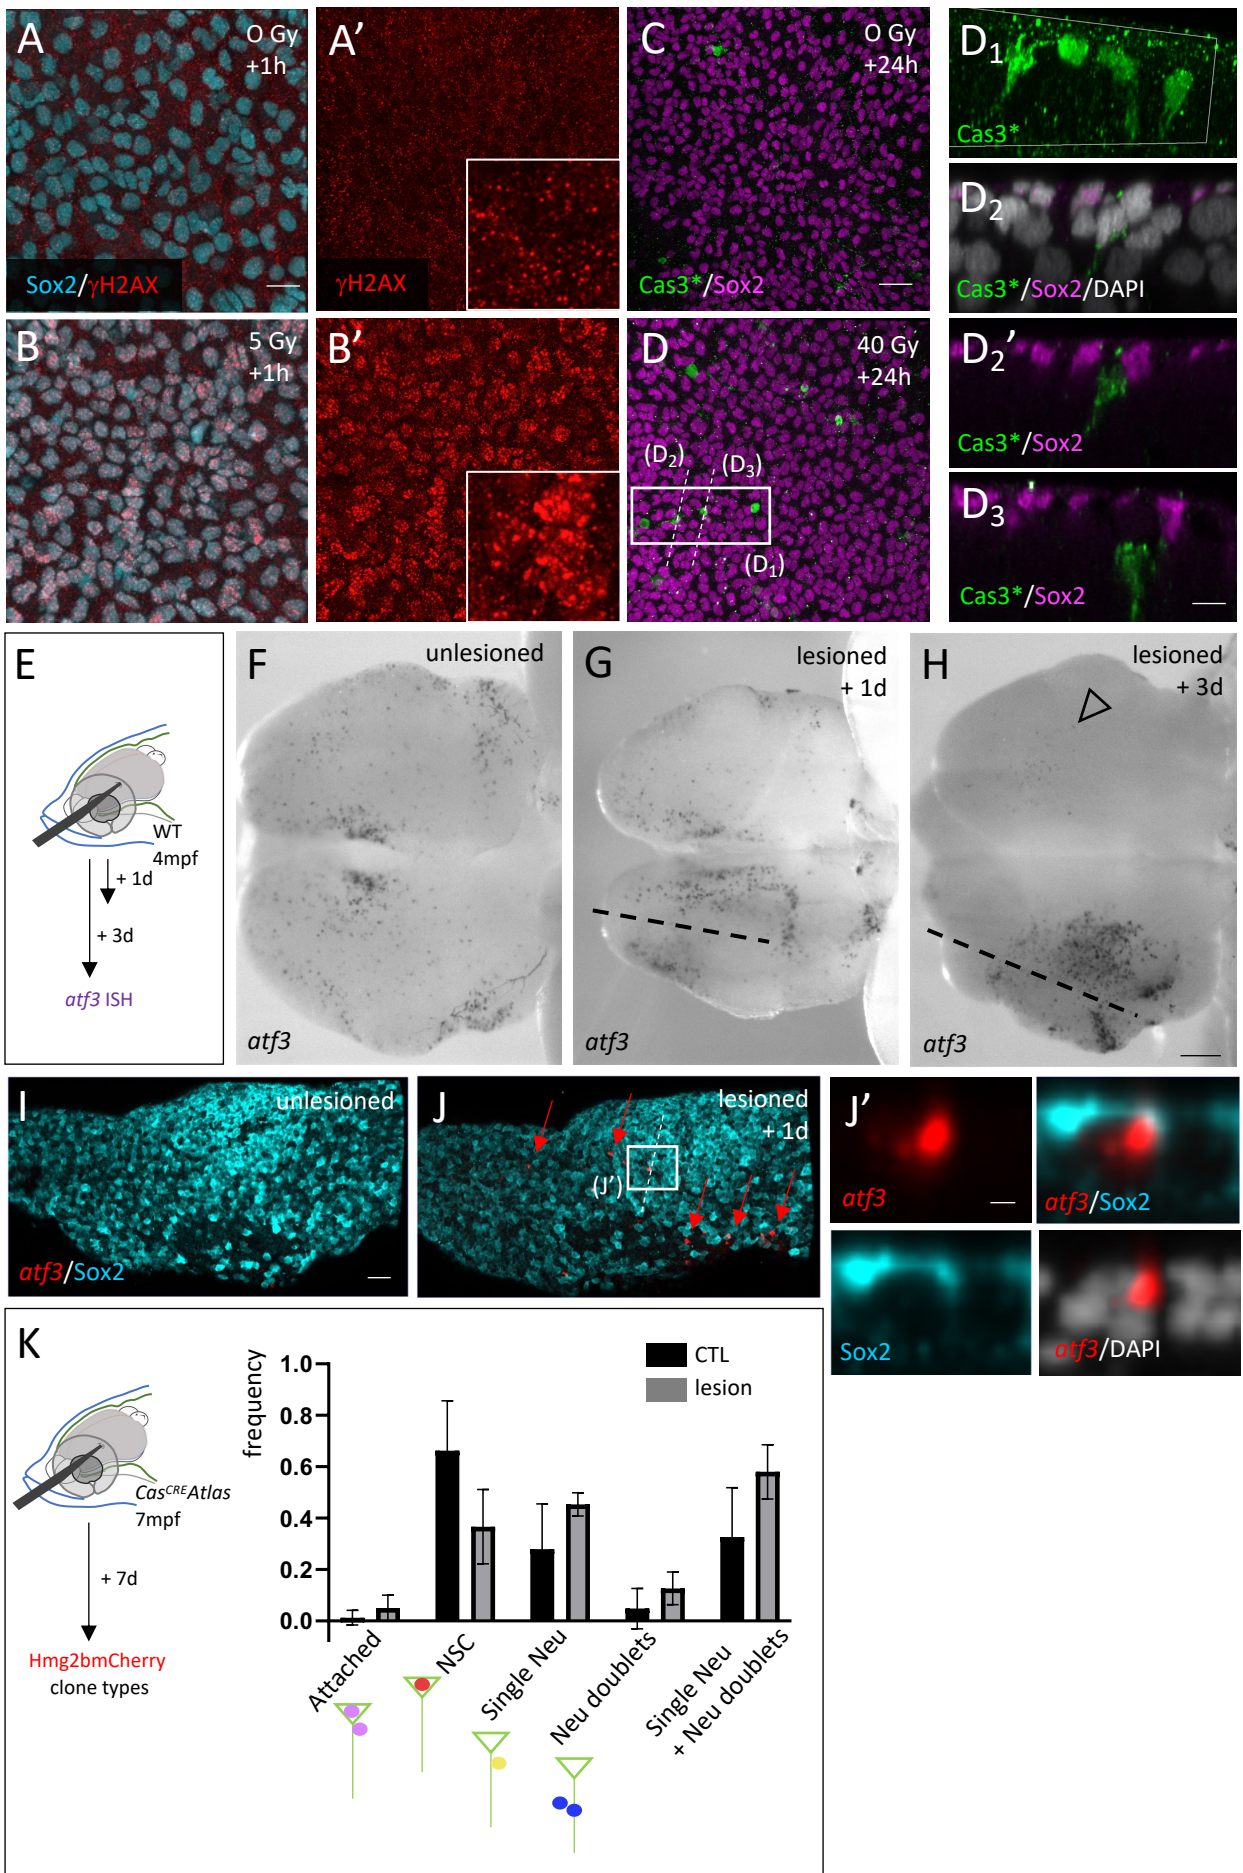 A
O Gy
+1h
Sox2/γH2AX
A'
γH2AX
C
O Gy
+24h
Cas3*/Sox2
D1
Cas3*
D2
Cas3*/Sox2/DAPI
B
5 Gy
+1h
B'
D
40 Gy
+24h
(D2)
(D3)
(D1)
D2'
Cas3*/Sox2
D3
Cas3*/Sox2
E
WT
4mpf
+ 1d
+ 3d
atf3 ISH
F
unlesioned
atf3
G
lesioned
+ 1d
atf3
H
lesioned
+ 3d
atf3
I
unlesioned
atf3/Sox2
J
lesioned
+ 1d
(J')
J'
atf3
atf3/Sox2
Sox2
atf3/DAPI
K
CasCREAtlas
7mpf
+ 7d
Hmg2bmCherry
clone types
frequency
1.0
0.8
0.6
0.4
0.2
0.0
CTL
lesion
Attached
NSC
Single Neu
Neu doublets
Single Neu
+ Neu doublets